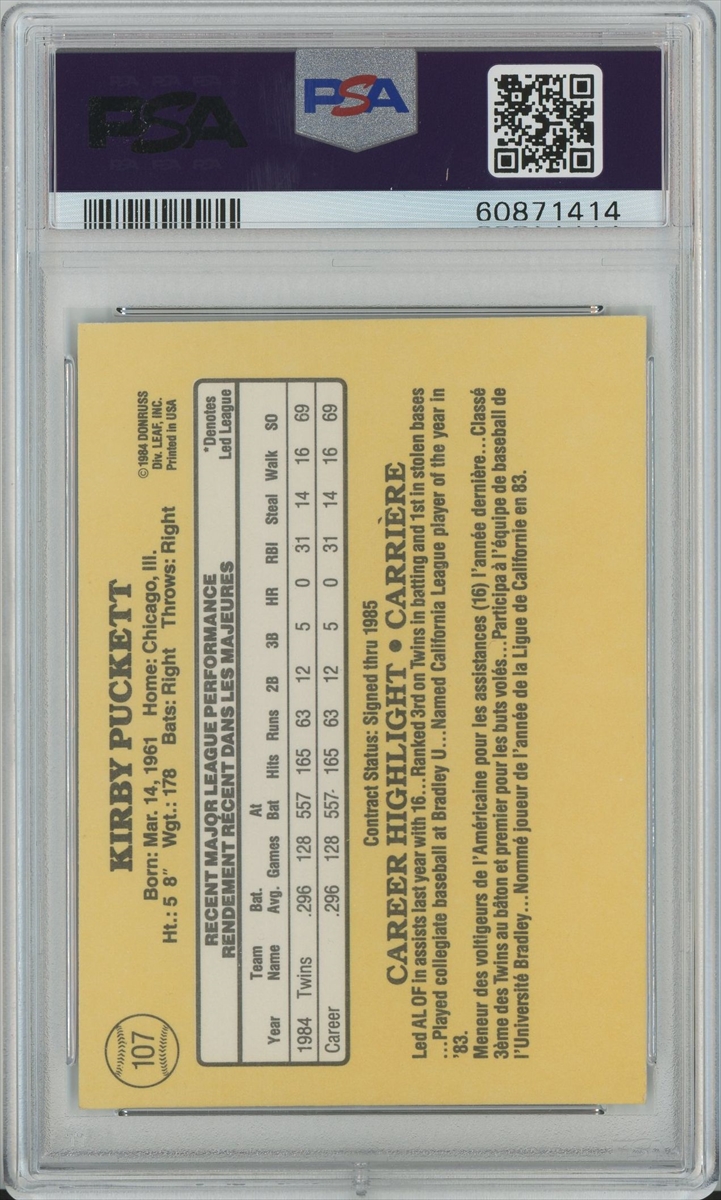 PSA
PSA
60871414
107
KIRBY PUCKETT
Born: Mar. 14, 1961 Home: Chicago, Ill.
Ht.: 5 8" Wgt.: 178 Bats: Right Throws: Right
©1984 DONRUSS
Div. LEAF, INC.
Printed in USA
RECENT MAJOR LEAGUE PERFORMANCE
RENDEMENT RÉCENT DANS LES MAJEURES
*Denotes
Led League
Year Team Name Bat. Avg. Games At Bat Hits Runs 2B 3B HR RBI Steal Walk SO
1984 Twins .296 128 557 165 63 12 5 0 31 14 16 69
Career .296 128 557 165 63 12 5 0 31 14 16 69
Contract Status: Signed thru 1985
CAREER HIGHLIGHT • CARRIÈRE
Led AL OF in assists last year with 16...Ranked 3rd on Twins in batting and 1st in stolen bases
...Played collegiate baseball at Bradley U...Named California League player of the year in
'83.
Meneur des voltigeurs de l'Américaine pour les assistances (16) l'année dernière...Classé
3ème des Twins au bâton et premier pour les buts volés...Participa à l'équipe de baseball de
l'Université Bradley...Nommé joueur de l'année de la Ligue de Californie en 83.